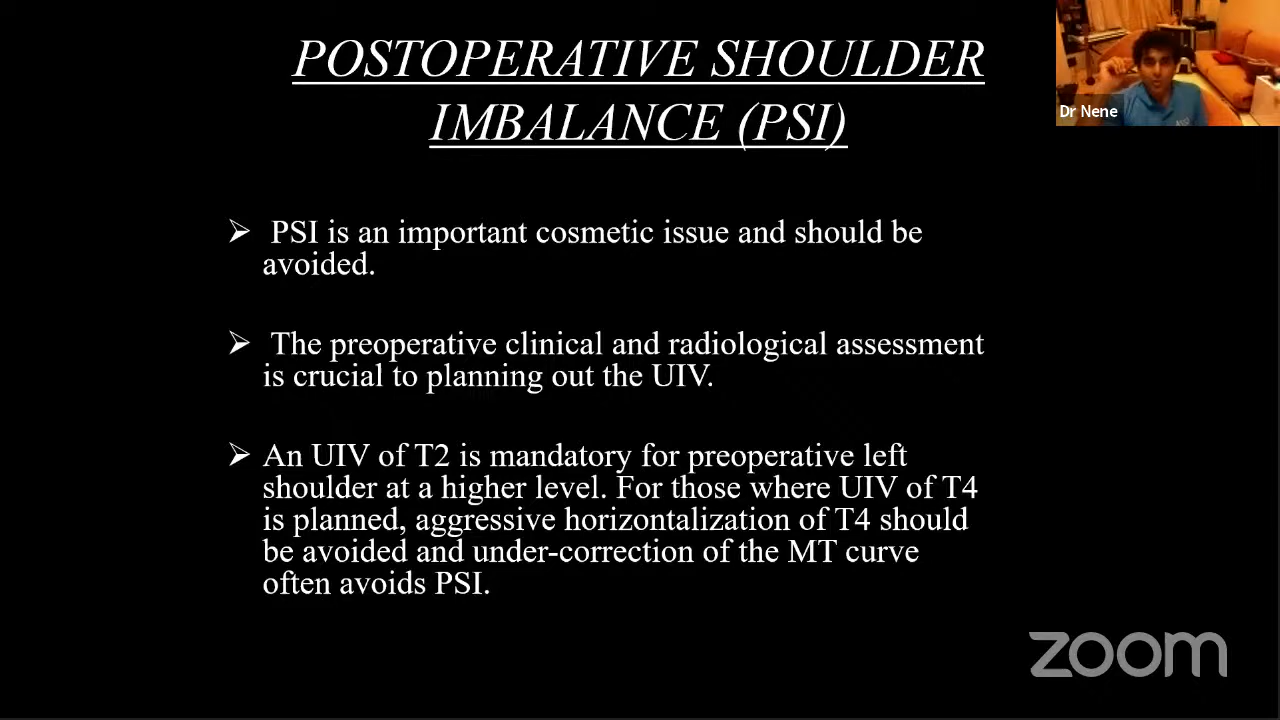 POSTOPERATIVE SHOULDER
IMBALANCE (PSI)
Dr Nene
➢ PSI is an important cosmetic issue and should be
avoided.
➢ The preoperative clinical and radiological assessment
is crucial to planning out the UIV.
➢ An UIV of T2 is mandatory for preoperative left
shoulder at a higher level. For those where UIV of T4
is planned, aggressive horizontalization of T4 should
be avoided and under-correction of the MT curve
often avoids PSI.
zoom